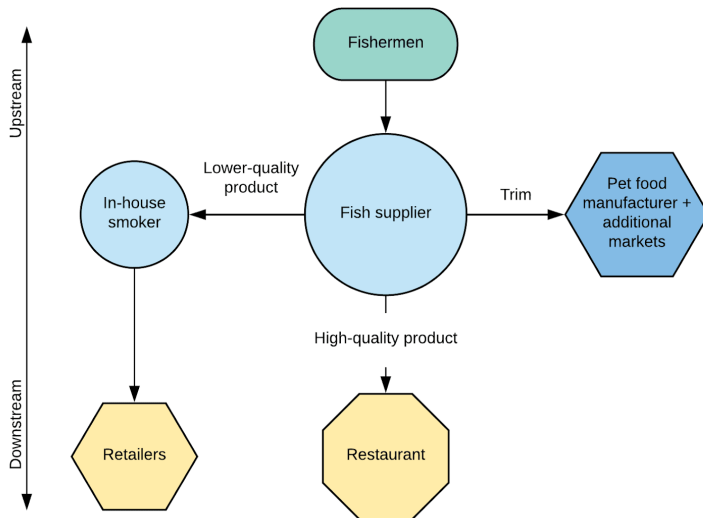 Fishermen
Upstream
Lower-quality
product
In-house
smoker
Fish supplier
Trim
Pet food
manufacturer +
additional
markets
High-quality product
Downstream
Retailers
Restaurant